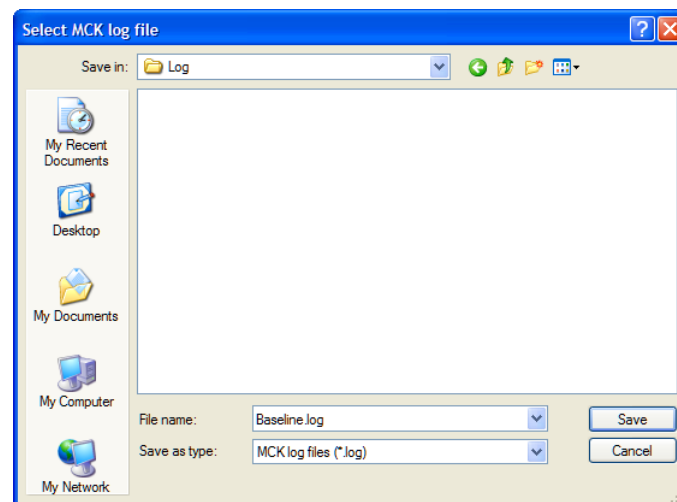 Select MCK log file
Save in:
Log
My Recent
Documents
Desktop
My Documents
My Computer
My Network
File name:
Baseline.log
Save
Save as type:
MCK log files (*.log)
Cancel